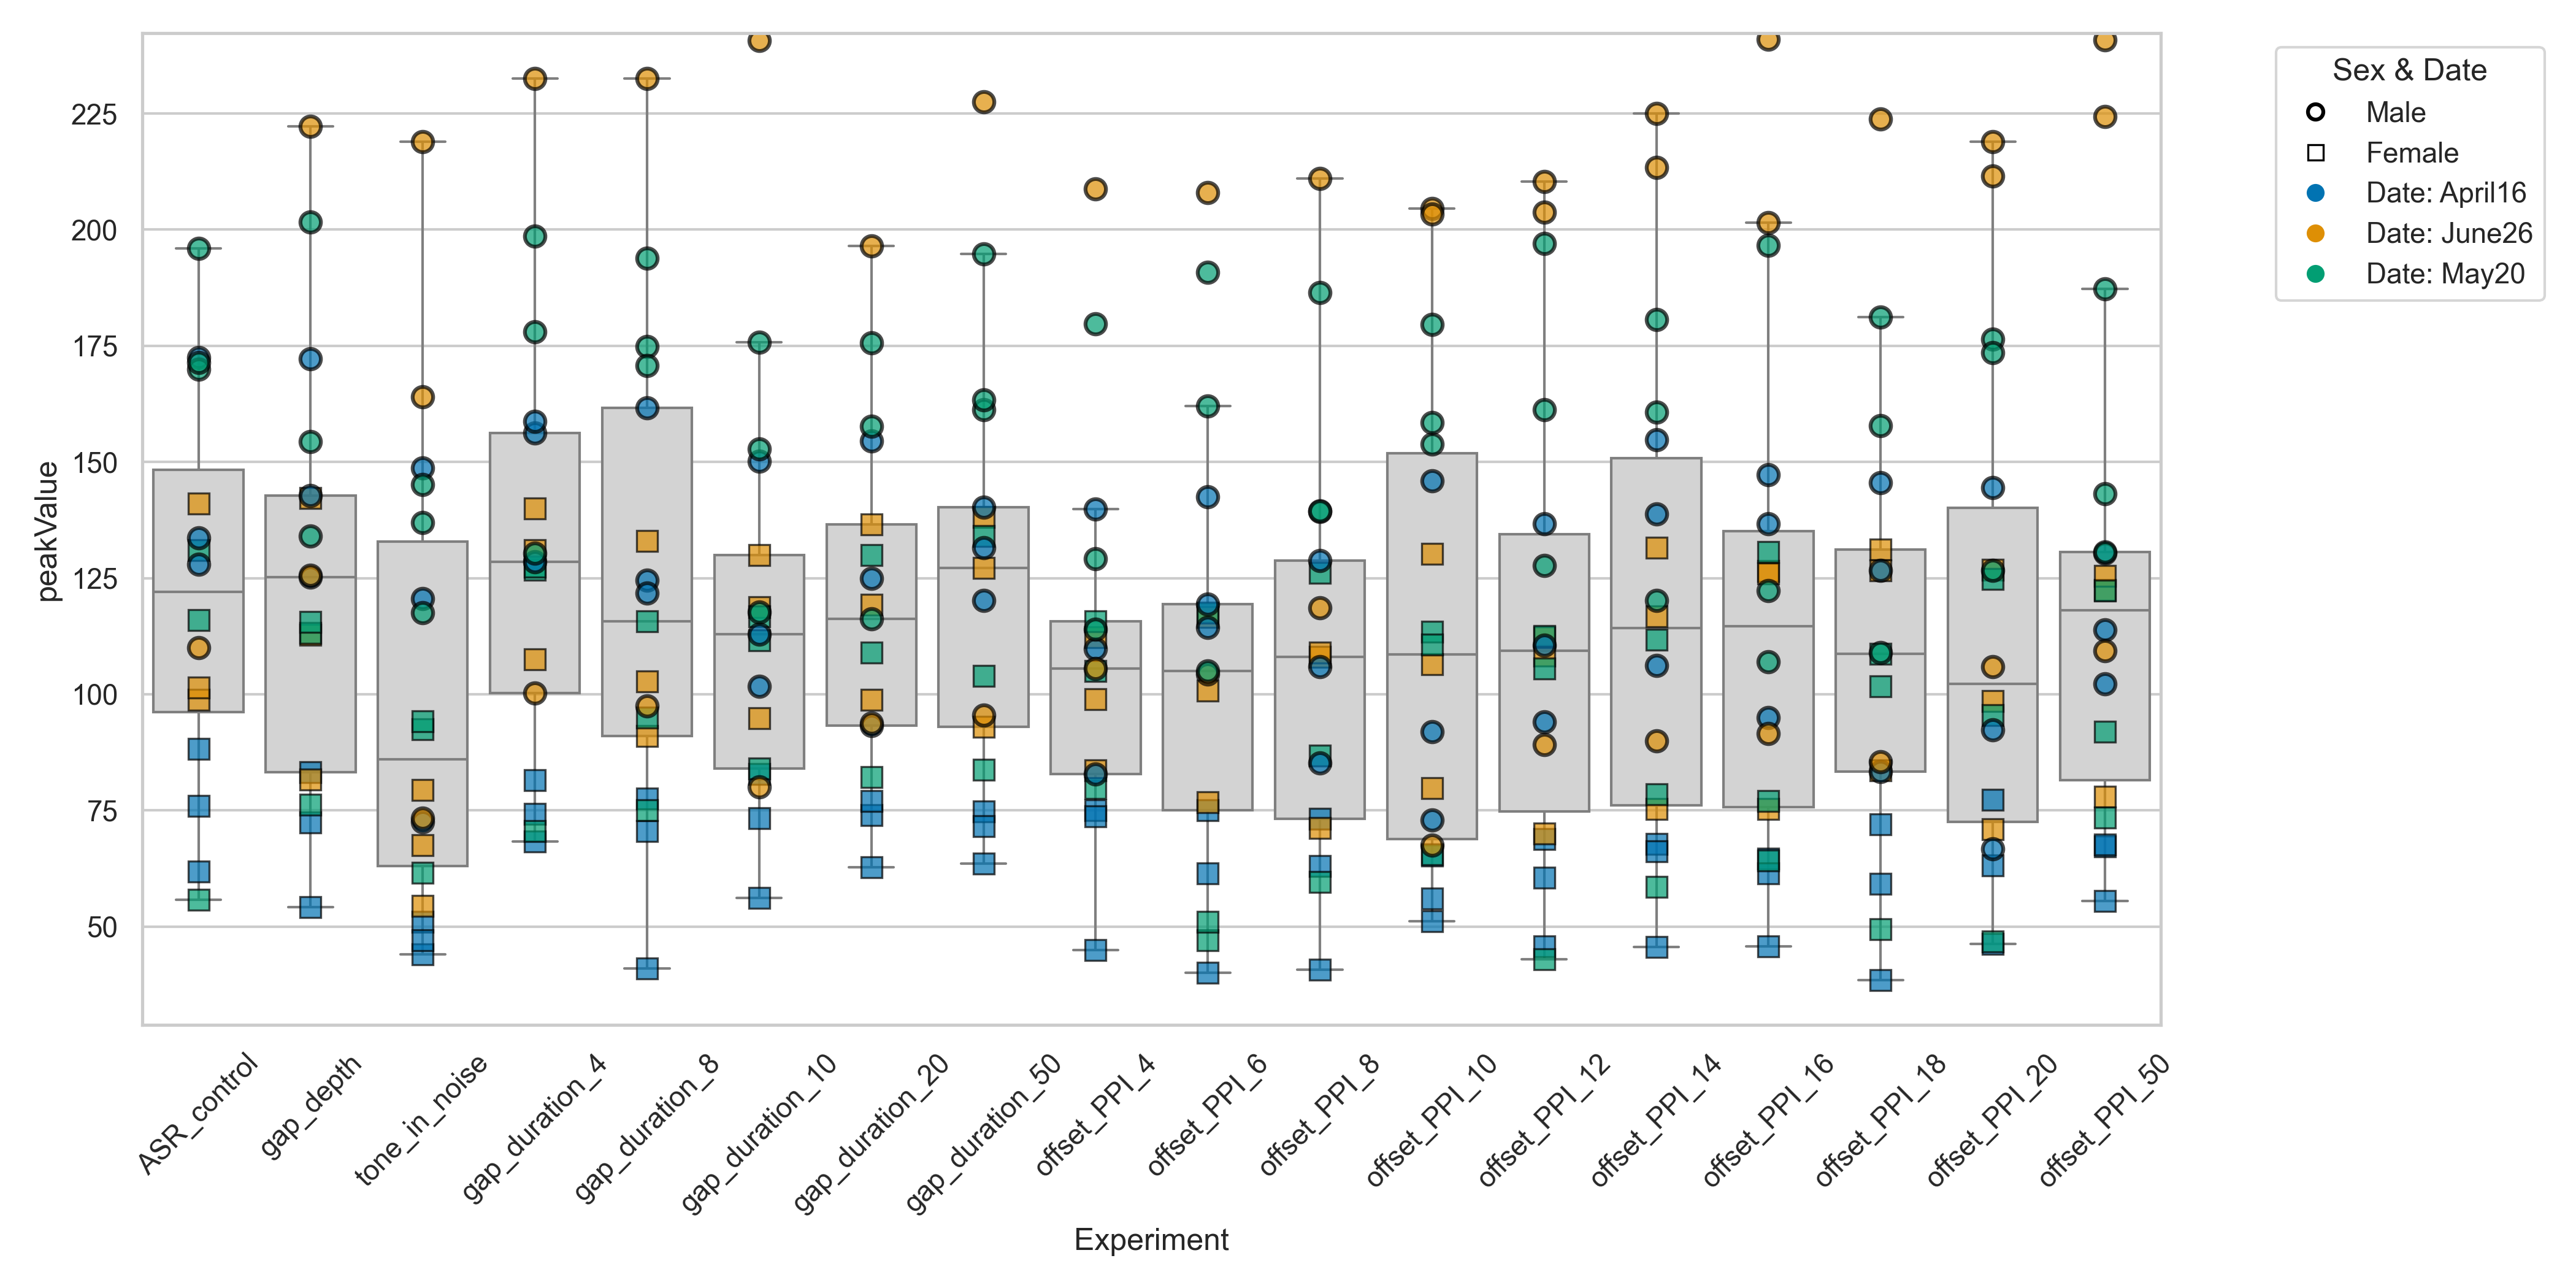 225
200
175
150
125
100
75
50
peakValue
ASR_control
gap_depth
tone_in_noise
gap_duration_4
gap_duration_8
gap_duration_10
gap_duration_20
gap_duration_50
offset_PPI_4
offset_PPI_6
offset_PPI_8
offset_PPI_10
offset_PPI_12
offset_PPI_14
offset_PPI_16
offset_PPI_18
offset_PPI_20
offset_PPI_50
Experiment
Sex & Date
Male
Female
Date: April16
Date: June26
Date: May20